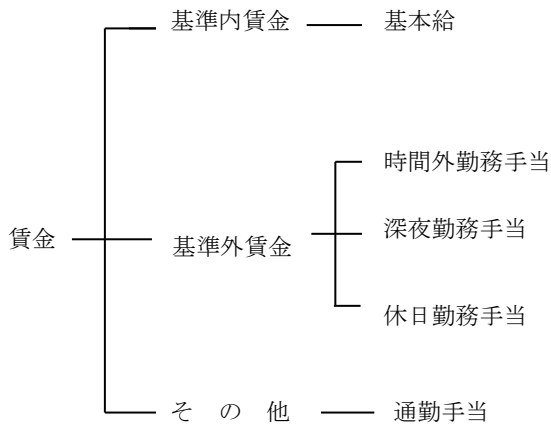 基準内賃金 基本給
時間外勤務手当
深夜勤務手当
賃金 基準外賃金
休日勤務手当
そ の 他 通勤手当